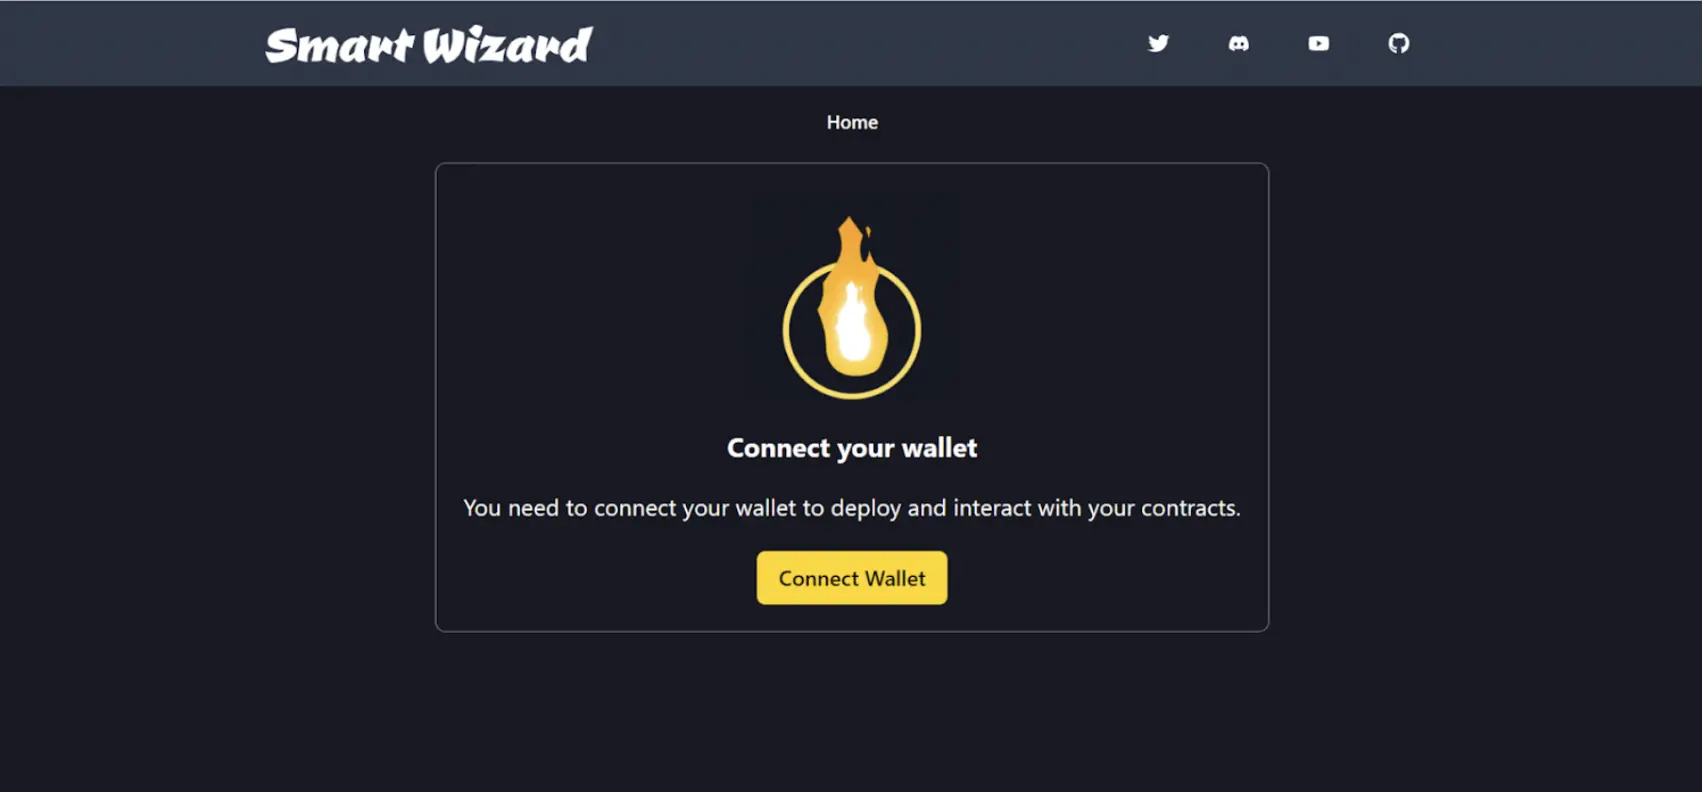 Smart Wizard
Home
Connect your wallet
You need to connect your wallet to deploy and interact with your contracts.
Connect Wallet